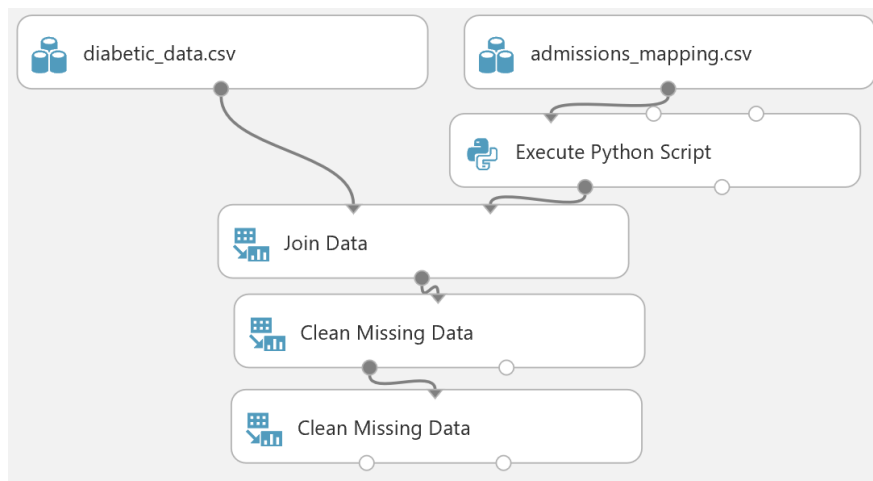 diabetic_data.csv
admissions_mapping.csv
Execute Python Script
Join Data
Clean Missing Data
Clean Missing Data